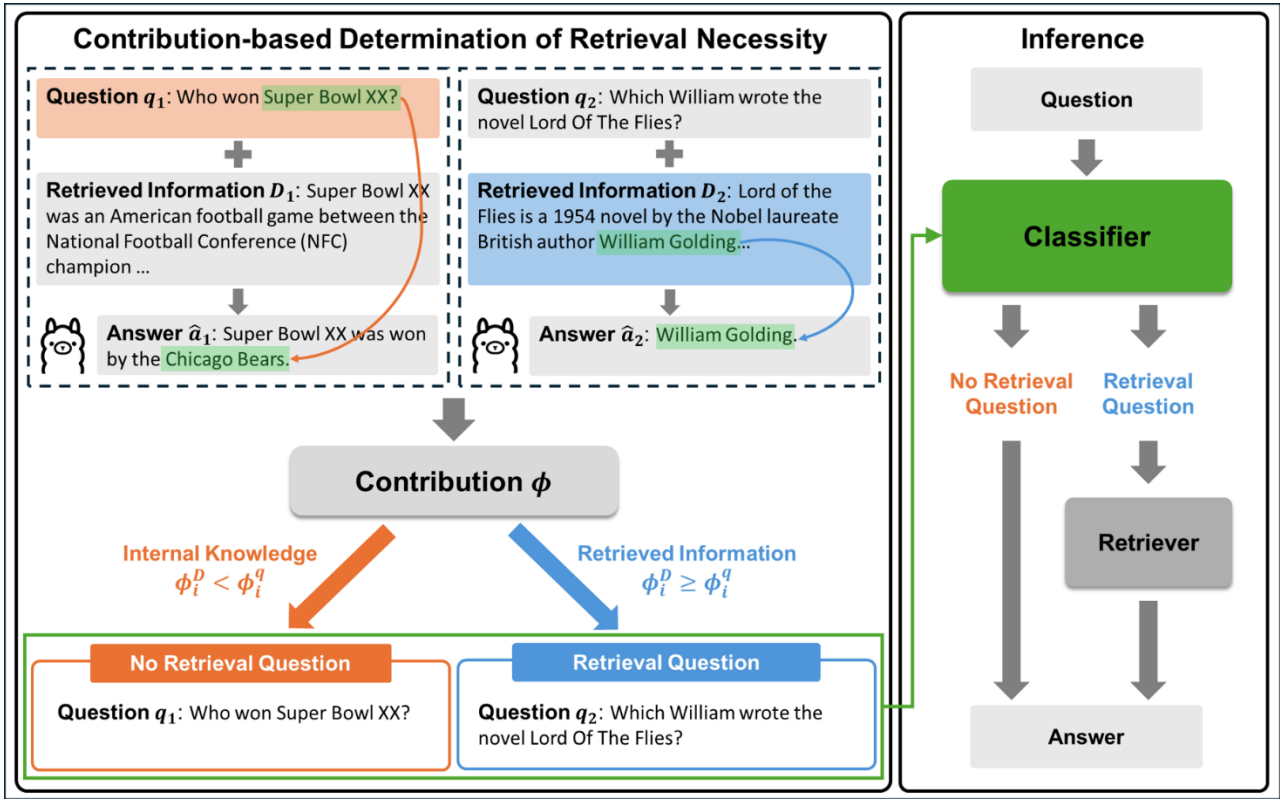 Contribution-based Determination of Retrieval Necessity
Question q₁: Who won Super Bowl XX?
Retrieved Information D₁: Super Bowl XX
was an American football game between the
National Football Conference (NFC)
champion ...
Answer â₁: Super Bowl XX was won
by the Chicago Bears.
Question q₂: Which William wrote the
novel Lord Of The Flies?
Retrieved Information D₂: Lord of the
Flies is a 1954 novel by the Nobel laureate
British author William Golding...
Answer â₂: William Golding.
Contribution ϕ
Internal Knowledge
ϕᵢᴰ < ϕᵢ^q
Retrieved Information
ϕᵢᴰ ≥ ϕᵢ^q
No Retrieval Question
Question q₁: Who won Super Bowl XX?
Retrieval Question
Question q₂: Which William wrote the
novel Lord Of The Flies?
Inference
Question
Classifier
No Retrieval
Question
Retrieval
Question
Retriever
Answer